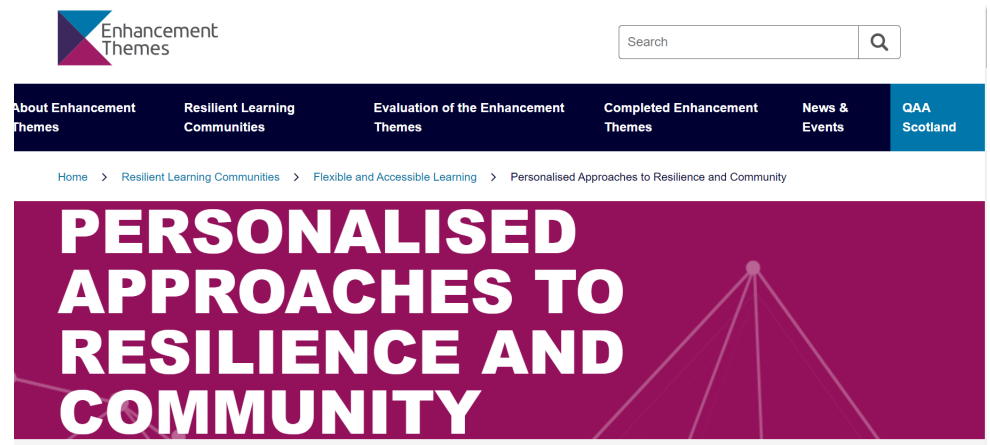 Enhancement
Themes
Search
About Enhancement
Themes
Resilient Learning
Communities
Evaluation of the Enhancement
Themes
Completed Enhancement
Themes
News &
Events
QAA
Scotland
Home > Resilient Learning Communities > Flexible and Accessible Learning > Personalised Approaches to Resilience and Community
PERSONALISED
APPROACHES TO
RESILIENCE AND
COMMUNITY